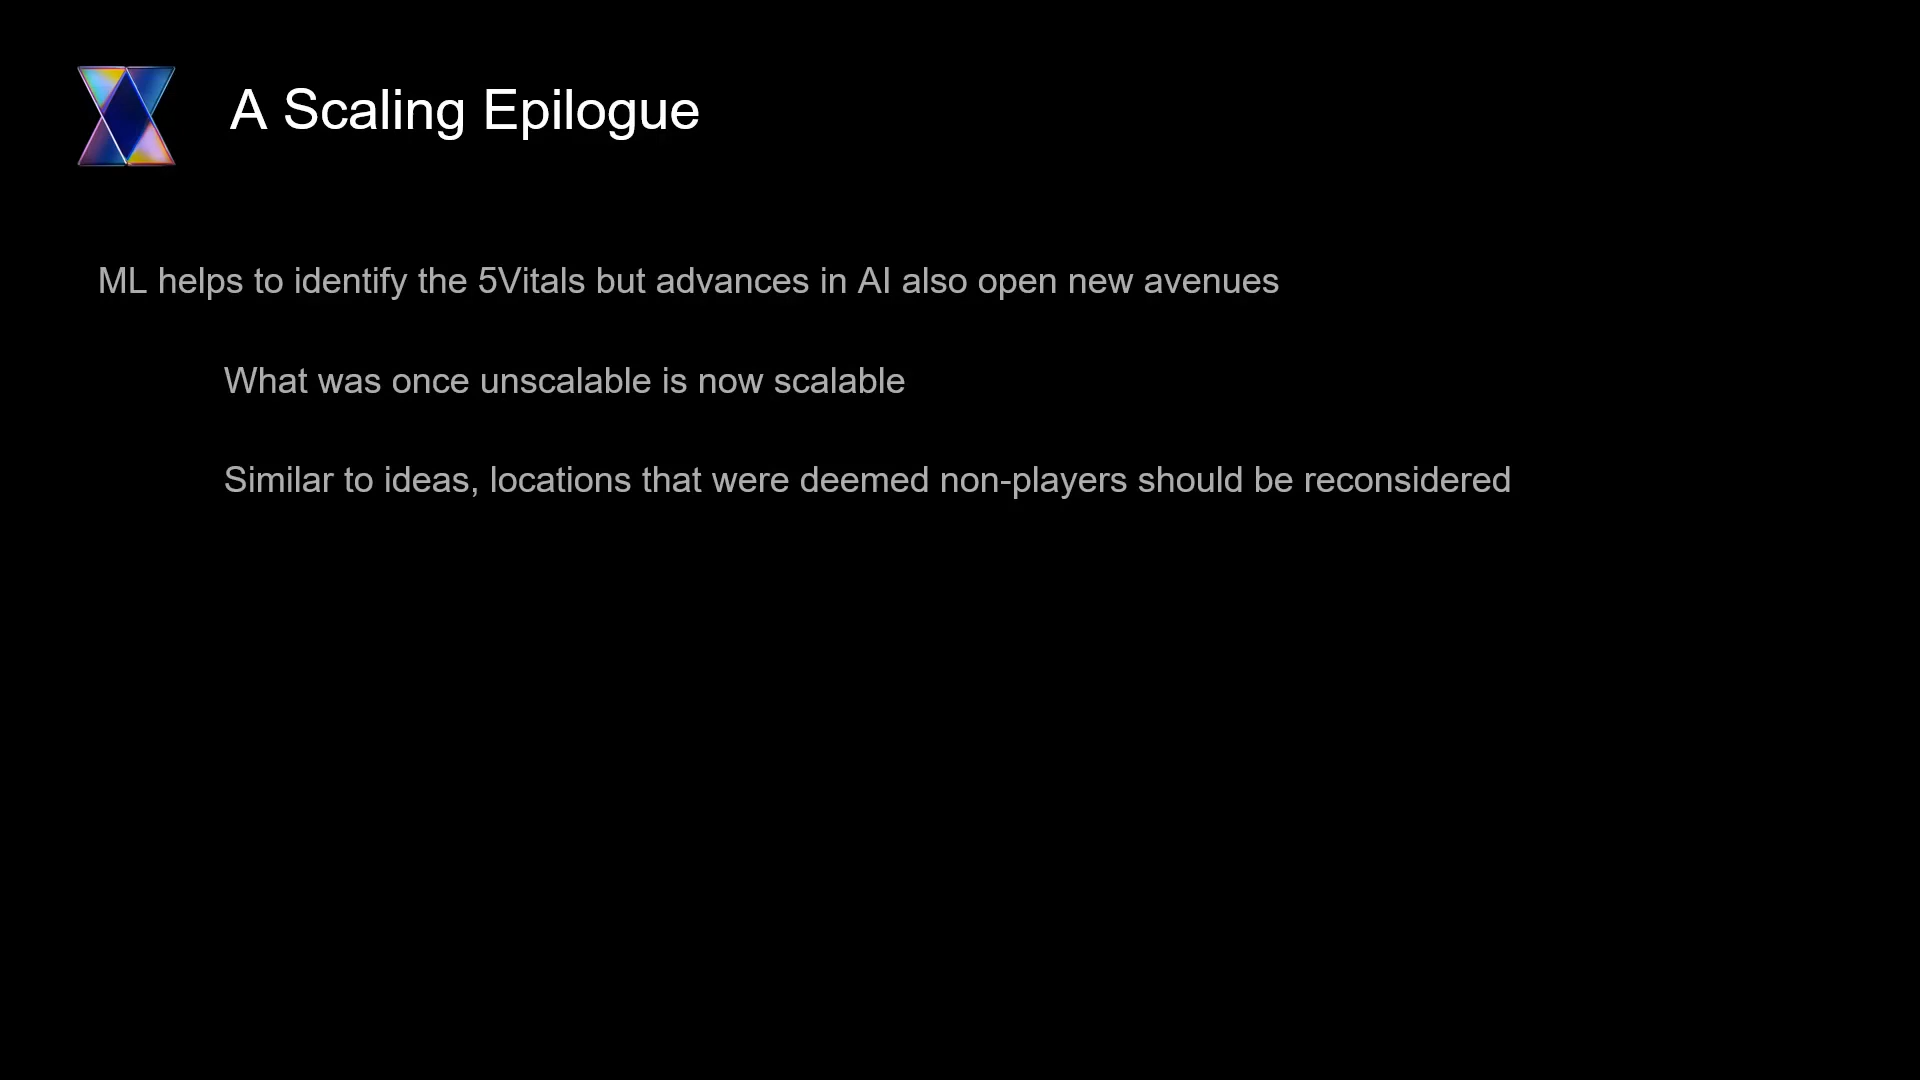 A Scaling Epilogue
ML helps to identify the 5Vitals but advances in AI also open new avenues
What was once unscalable is now scalable
Similar to ideas, locations that were deemed non-players should be reconsidered